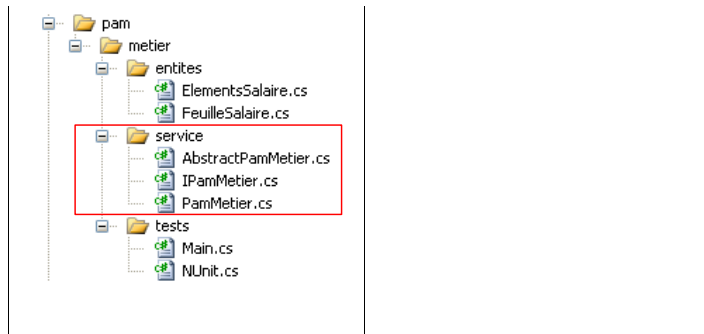 pam
metier
entites
ElementsSalaire.cs
FeuilleSalaire.cs
service
AbstractPamMetier.cs
IPamMetier.cs
PamMetier.cs
tests
Main.cs
NUnit.cs